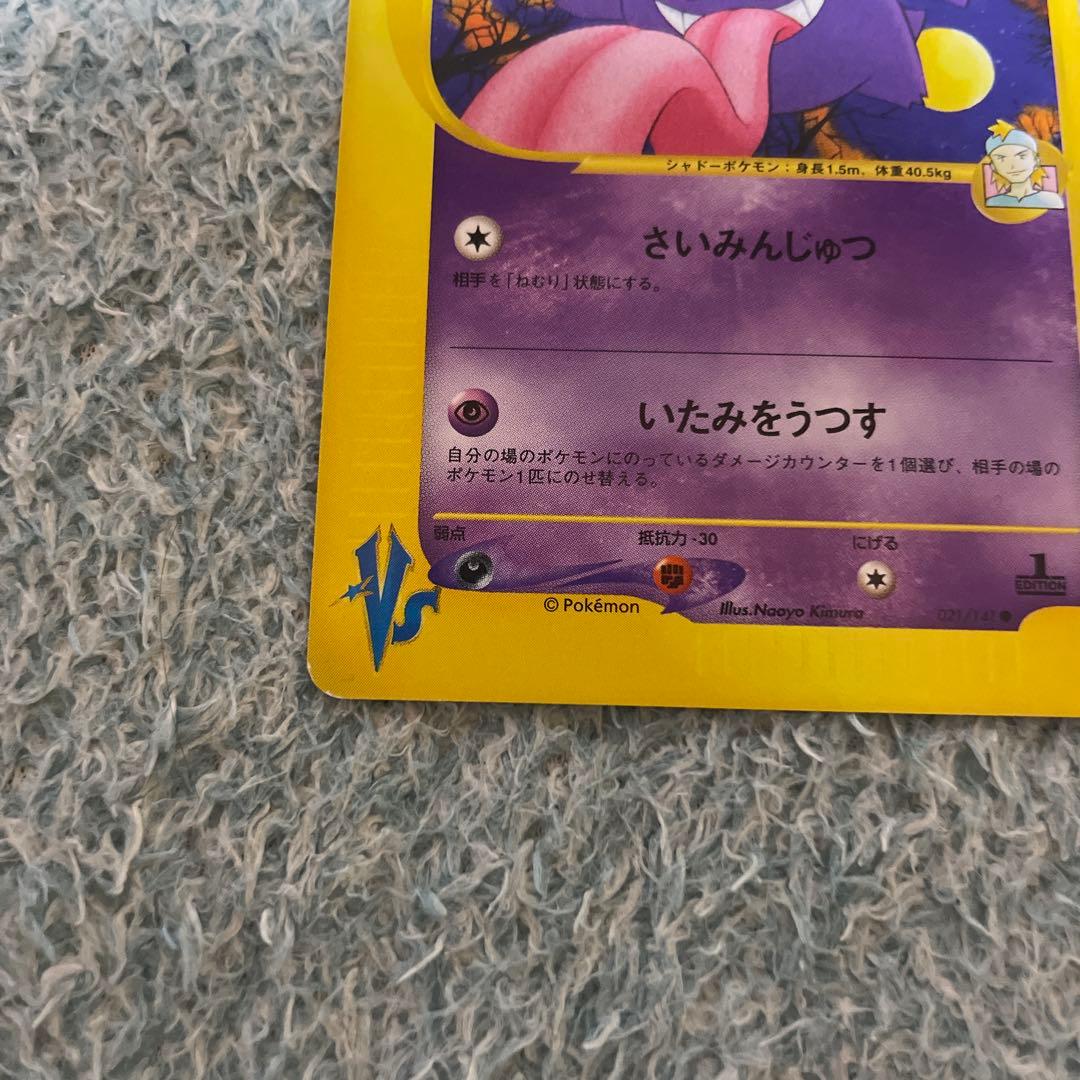 シャドーポケモン：身長1.5m、体重40.5kg
さいみんじゅつ
相手を「ねむり」状態にする。
いたみをうつす
自分の場のポケモンにのっているダメージカウンターを1個選び、相手の場の
ポケモン1匹にのせ替える。
弱点
抵抗力 -30
にげる
1
EDITION
VS
© Pokémon
Illus.Naoyo Kimura
021/141